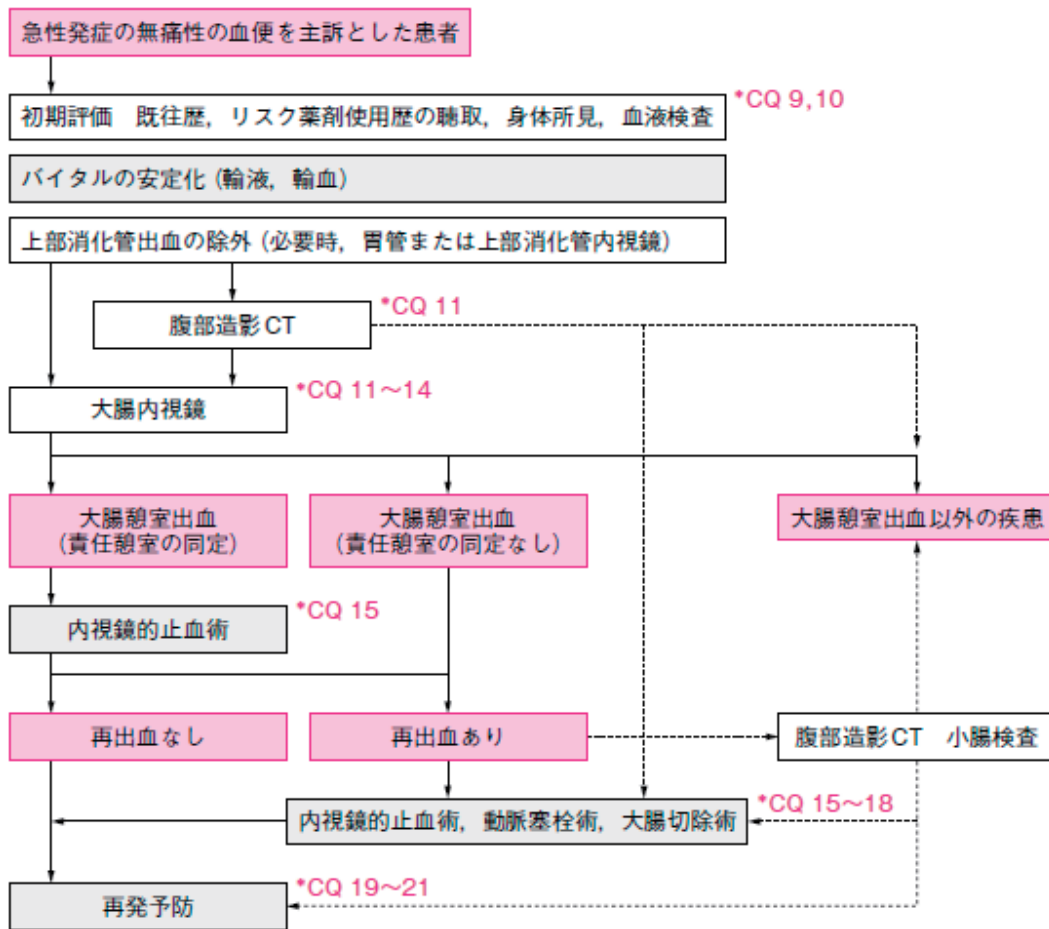 急性発症の無痛性の血便を主訴とした患者
初期評価 既往歴，リスク薬剤使用歴の聴取，身体所見，血液検査
*CQ 9,10
バイタルの安定化（輸液，輸血）
上部消化管出血の除外（必要時，胃管または上部消化管内視鏡）
腹部造影CT
*CQ 11
大腸内視鏡
*CQ 11～14
大腸憩室出血
（責任憩室の同定）
大腸憩室出血
（責任憩室の同定なし）
大腸憩室出血以外の疾患
内視鏡的止血術
*CQ 15
再出血なし
再出血あり
腹部造影CT 小腸検査
内視鏡的止血術，動脈塞栓術，大腸切除術
*CQ 15～18
再発予防
*CQ 19～21